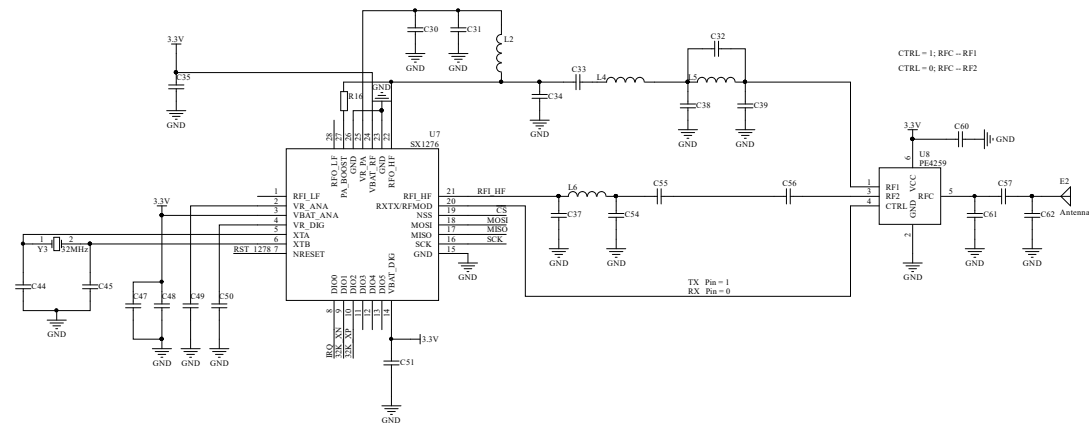 C30
C31
L2
3.3V
C35
GND
GND
GND
C32
C33
L4
L5
CTRL = 1; RFC -- RF1
CTRL = 0; RFC -- RF2
R16
GND
C34
GND
C38
C39
GND
GND
3.3V
C60
GND
28
27
26
25
24
23
22
U7
SX1276
RFO_LF
PA_BOOST
GND
VR_PA
VBAT_RF
GND
RFO_HF
U8
PE4259
6
VCC
1
RF1
3
RF2
4
CTRL
RFC
5
GND
2
C57
E2
Antenna
C61
C62
GND
GND
GND
1
RFI_LF
2
VR_ANA
3
VBAT_ANA
4
VR_DIG
5
XTA
6
XTB
7
NRESET
RST_1278
3.3V
1
2
Y3
32MHz
C44
C45
GND
C47
C48
C49
C50
GND
GND
GND
RFI_HF
21
RFI_HF
RXTX/RFMOD
20
NSS
19
CS
MOSI
18
MOSI
MISO
17
MISO
SCK
16
SCK
GND
15
GND
L6
C37
C54
GND
GND
C55
C56
TX Pin = 1
RX Pin = 0
DIO0
DIO1
DIO2
DIO3
DIO4
DIO5
VBAT_DIG
8
9
10
11
12
13
14
IRQ
32K_XN
32K_XP
3.3V
C51
GND